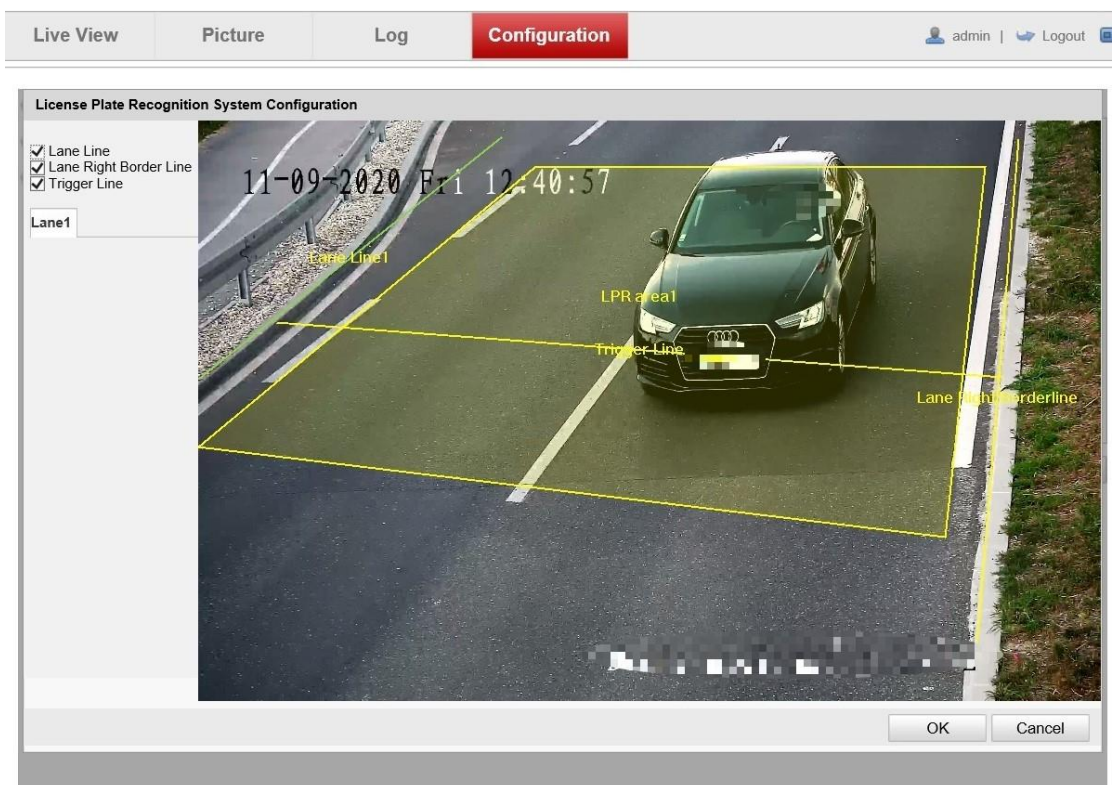 Live View Picture Log Configuration admin | Logout
License Plate Recognition System Configuration
Lane Line
Lane Right Border Line
Trigger Line
Lane1
11-09-2020 Fri 12:40:57
Lane Line1
LPR area1
Trigger Line
Lane Right Borderline
OK Cancel